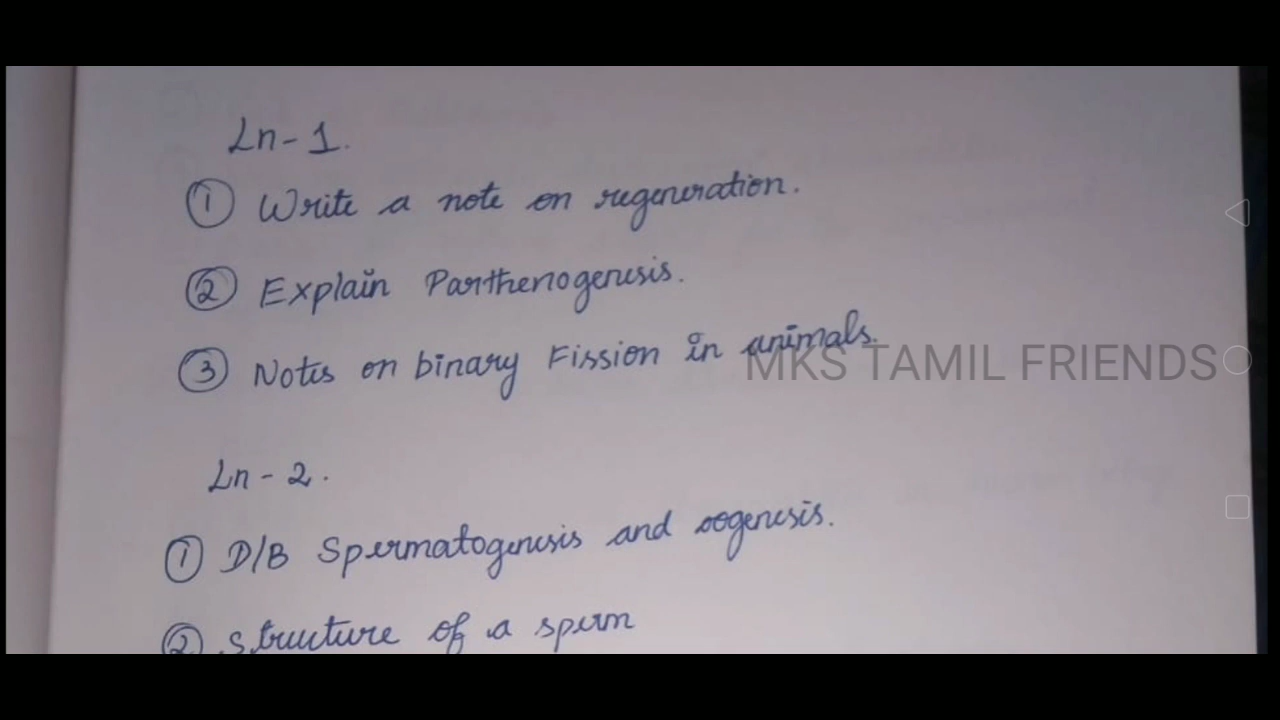 Ln - 1.
① Write a note on regeneration.
② Explain Parthenogenesis.
③ Notes on binary Fission in animals.
MKS TAMIL FRIENDS
Ln - 2.
① D/B Spermatogenesis and oogenesis.
② Structure of a sperm